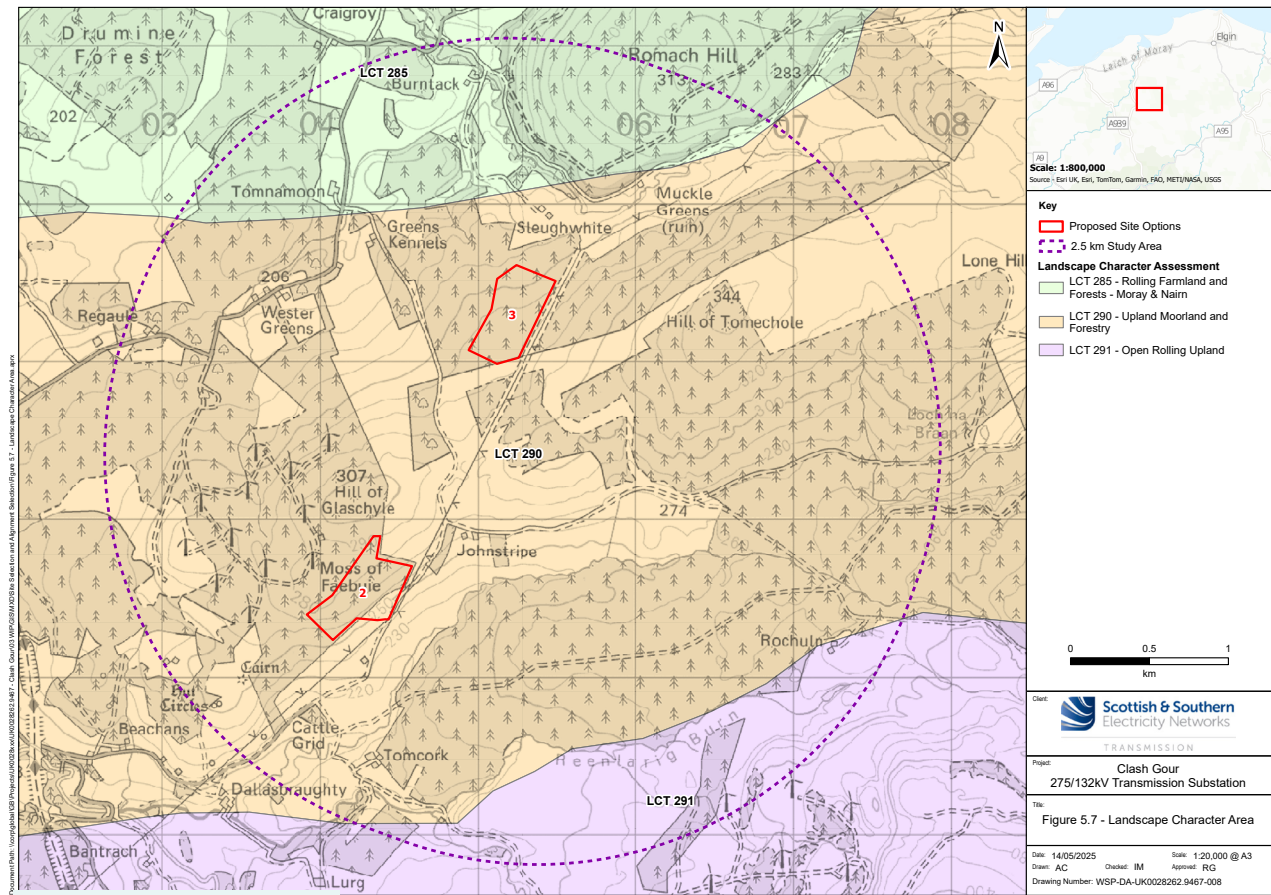 Craigroy
Drumine
Forest
LCT 285
Burntack
Romach Hill
313
283
202
03
04
06
07
08
Tomnamoon
Muckle
Greens
(ruin)
Greens
Kennels
Sleughwhite
Lone Hill
206
Wester
Greens
Regaule
3
344
Hill of Tomechole
LCT 290
Loch na
Braan
307
Hill of
Glaschyle
274
Johnstripe
Moss of
Faebuie
2
230
Rochuln
Cairn
220
Hut
Circles
Beachans
Cattle
Grid
Tomcork
Dallasbraughty
LCT 291
Bantrach
Lurg
400
N
Elgin
Laich of Moray
A96
A939
A95
A9
Scale: 1:800,000
Source - Esri UK, Esri, TomTom, Garmin, FAO, METI/NASA, USGS
Key
Proposed Site Options
2.5 km Study Area
Landscape Character Assessment
LCT 285 - Rolling Farmland and
Forests - Moray & Nairn
LCT 290 - Upland Moorland and
Forestry
LCT 291 - Open Rolling Upland
0 0.5 1
km
Client:
Scottish & Southern
Electricity Networks
TRANSMISSION
Project:
Clash Gour
275/132kV Transmission Substation
Title:
Figure 5.7 - Landscape Character Area
Date: 14/05/2025 Scale: 1:20,000 @ A3
Drawn: AC Checked: IM Approved: RG
Drawing Number: WSP-DA-UK0028262.9467-008